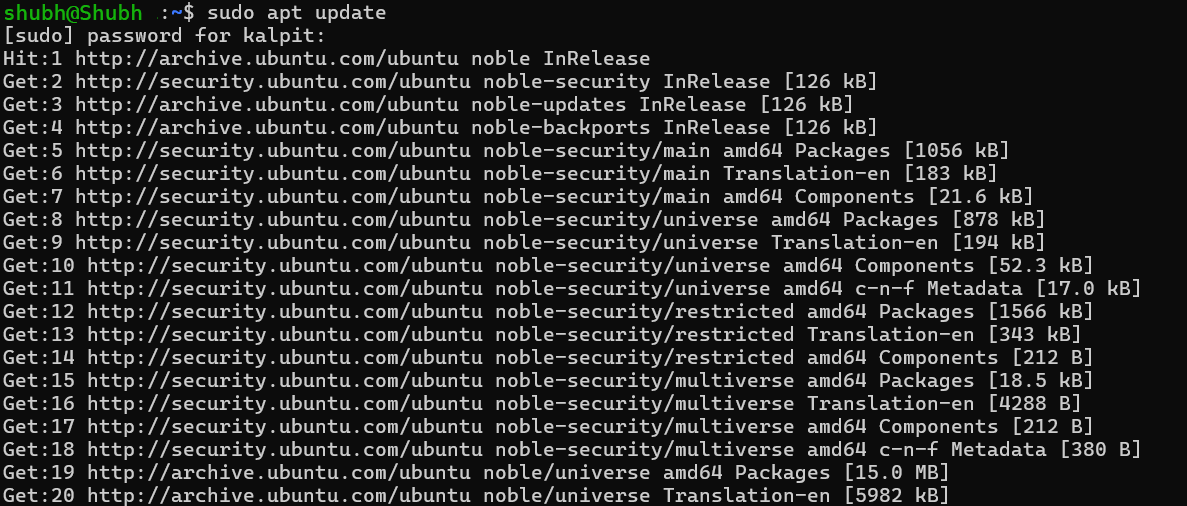 shubh@Shubh :~$ sudo apt update
[sudo] password for kalpit:
Hit:1 http://archive.ubuntu.com/ubuntu noble InRelease
Get:2 http://security.ubuntu.com/ubuntu noble-security InRelease [126 kB]
Get:3 http://archive.ubuntu.com/ubuntu noble-updates InRelease [126 kB]
Get:4 http://archive.ubuntu.com/ubuntu noble-backports InRelease [126 kB]
Get:5 http://security.ubuntu.com/ubuntu noble-security/main amd64 Packages [1056 kB]
Get:6 http://security.ubuntu.com/ubuntu noble-security/main Translation-en [183 kB]
Get:7 http://security.ubuntu.com/ubuntu noble-security/main amd64 Components [21.6 kB]
Get:8 http://security.ubuntu.com/ubuntu noble-security/universe amd64 Packages [878 kB]
Get:9 http://security.ubuntu.com/ubuntu noble-security/universe Translation-en [194 kB]
Get:10 http://security.ubuntu.com/ubuntu noble-security/universe amd64 Components [52.3 kB]
Get:11 http://security.ubuntu.com/ubuntu noble-security/universe amd64 c-n-f Metadata [17.0 kB]
Get:12 http://security.ubuntu.com/ubuntu noble-security/restricted amd64 Packages [1566 kB]
Get:13 http://security.ubuntu.com/ubuntu noble-security/restricted Translation-en [343 kB]
Get:14 http://security.ubuntu.com/ubuntu noble-security/restricted amd64 Components [212 B]
Get:15 http://security.ubuntu.com/ubuntu noble-security/multiverse amd64 Packages [18.5 kB]
Get:16 http://security.ubuntu.com/ubuntu noble-security/multiverse Translation-en [4288 B]
Get:17 http://security.ubuntu.com/ubuntu noble-security/multiverse amd64 Components [212 B]
Get:18 http://security.ubuntu.com/ubuntu noble-security/multiverse amd64 c-n-f Metadata [380 B]
Get:19 http://archive.ubuntu.com/ubuntu noble/universe amd64 Packages [15.0 MB]
Get:20 http://archive.ubuntu.com/ubuntu noble/universe Translation-en [5982 kB]